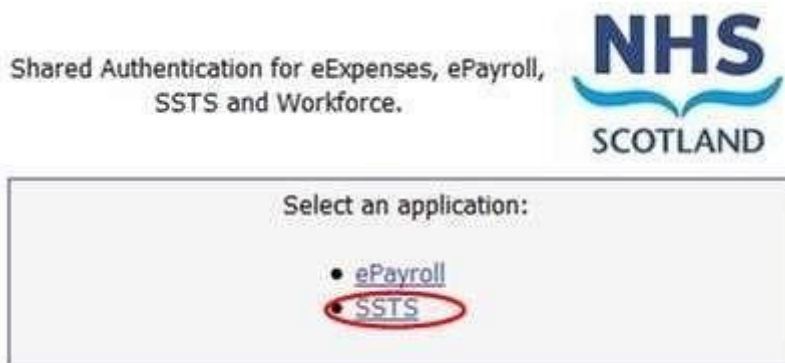 NHS
SCOTLAND
Shared Authentication for eExpenses, ePayroll,
SSTS and Workforce.
Select an application:
ePayroll
SSTS